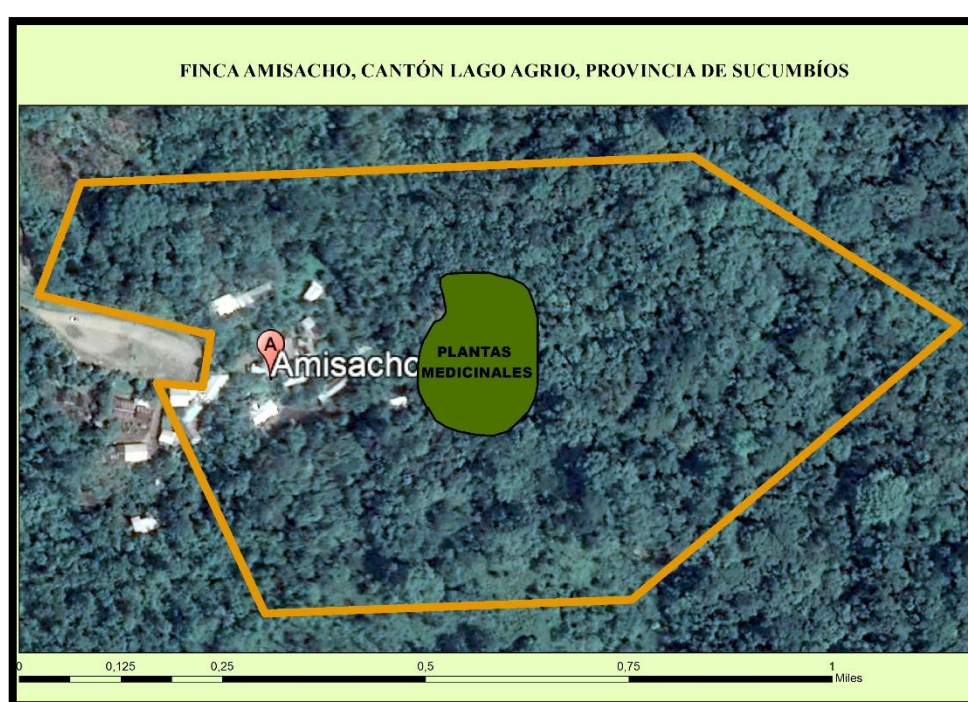 FINCA AMISACHO, CANTÓN LAGO AGRIO, PROVINCIA DE SUCUMBÍOS
A
Amisacho
PLANTAS
MEDICINALES
0 0,125 0,25 0,5 0,75 1
Miles